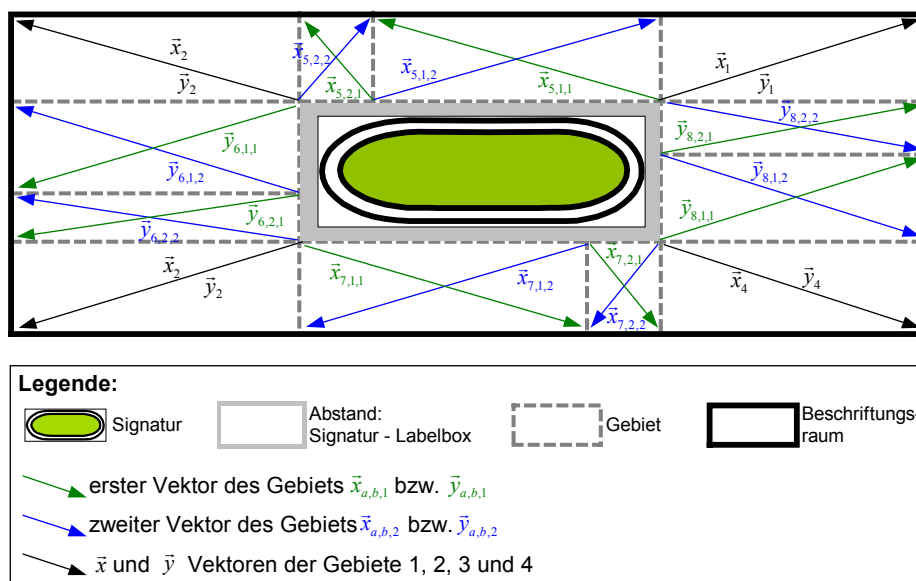 x⃗₂
y⃗₂
x⃗₅,₂,₂
x⃗₅,₂,₁
x⃗₅,₁,₂
x⃗₅,₁,₁
x⃗₁
y⃗₁
y⃗₆,₁,₁
y⃗₆,₁,₂
y⃗₆,₂,₁
y⃗₆,₂,₂
y⃗₈,₂,₂
y⃗₈,₂,₁
y⃗₈,₁,₂
y⃗₈,₁,₁
x⃗₂
y⃗₂
x⃗₇,₁,₁
x⃗₇,₁,₂
x⃗₇,₂,₁
x⃗₇,₂,₂
x⃗₄
y⃗₄
Legende:
Signatur
Abstand:
Signatur - Labelbox
Gebiet
Beschriftungs-
raum
erster Vektor des Gebiets x⃗ₐ,b,₁ bzw. y⃗ₐ,b,₁
zweiter Vektor des Gebiets x⃗ₐ,b,₂ bzw. y⃗ₐ,b,₂
x⃗ und y⃗ Vektoren der Gebiete 1, 2, 3 und 4